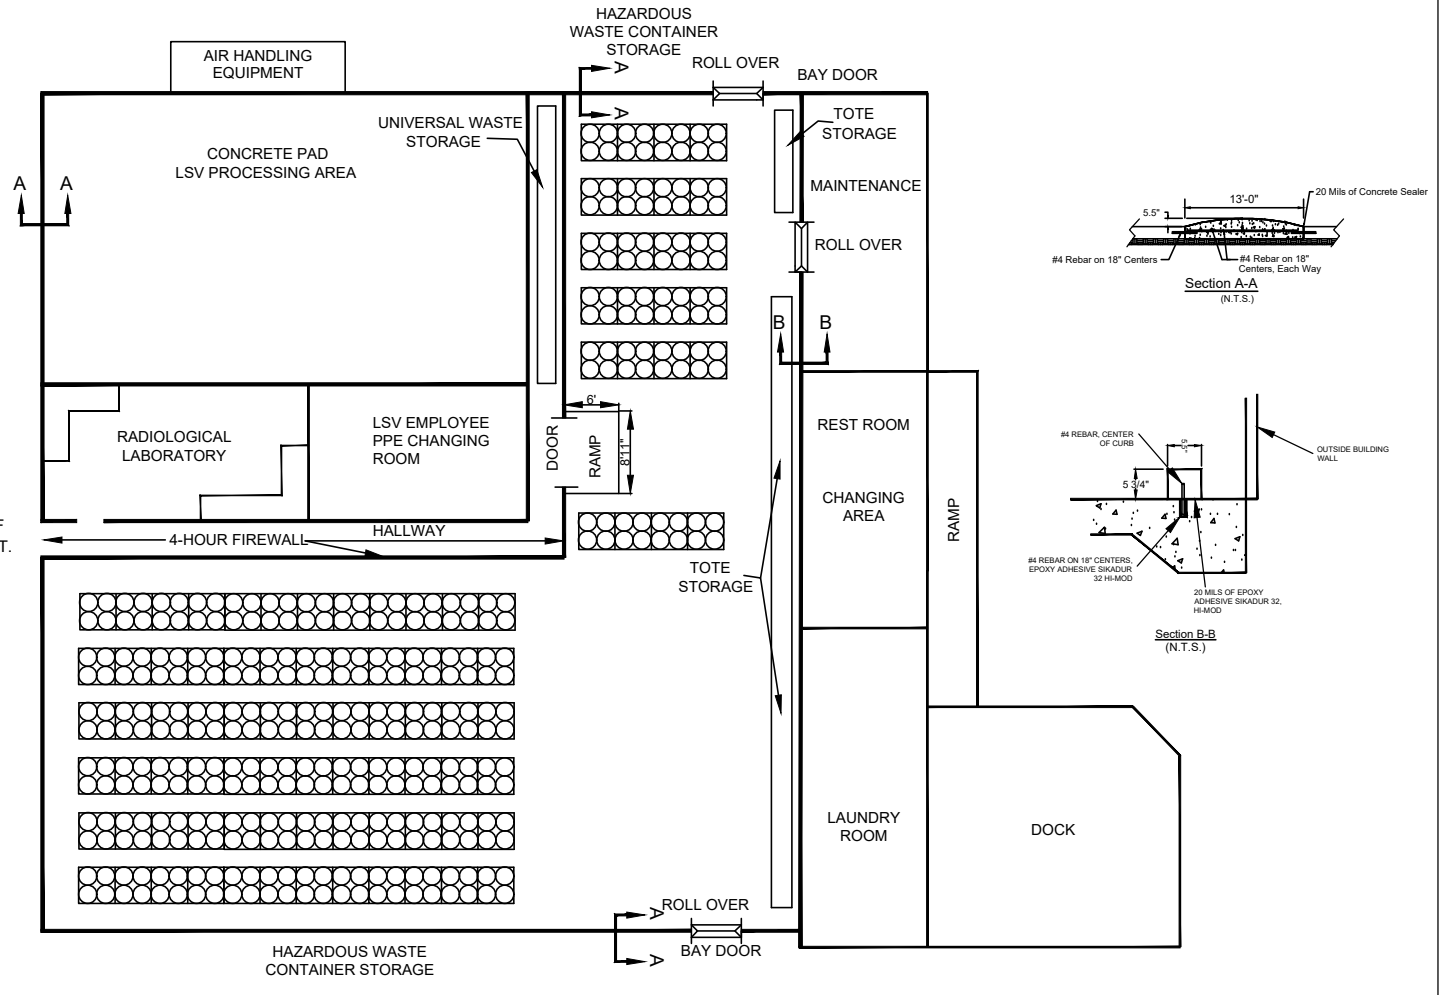 HAZARDOUS
WASTE CONTAINER
STORAGE
AIR HANDLING
EQUIPMENT
A
A
ROLL OVER
BAY DOOR
UNIVERSAL WASTE
STORAGE
TOTE
STORAGE
CONCRETE PAD
LSV PROCESSING AREA
A
A
MAINTENANCE
ROLL OVER
13'-0"
20 Mils of Concrete Sealer
5.5"
#4 Rebar on 18" Centers
#4 Rebar on 18"
Centers, Each Way
Section A-A
(N.T.S.)
B
B
6'
DOOR
RAMP
8'11"
LSV EMPLOYEE
PPE CHANGING
ROOM
RADIOLOGICAL
LABORATORY
REST ROOM
CHANGING
AREA
RAMP
#4 REBAR, CENTER
OF CURB
OUTSIDE BUILDING
WALL
5 3/4"
#4 REBAR ON 18" CENTERS,
EPOXY ADHESIVE SIKADUR
32 HI-MOD
20 MILS OF EPOXY
ADHESIVE SIKADUR 32,
HI-MOD
Section B-B
(N.T.S.)
F
T.
HALLWAY
4-HOUR FIREWALL
TOTE
STORAGE
LAUNDRY
ROOM
DOCK
A
A
ROLL OVER
BAY DOOR
HAZARDOUS WASTE
CONTAINER STORAGE